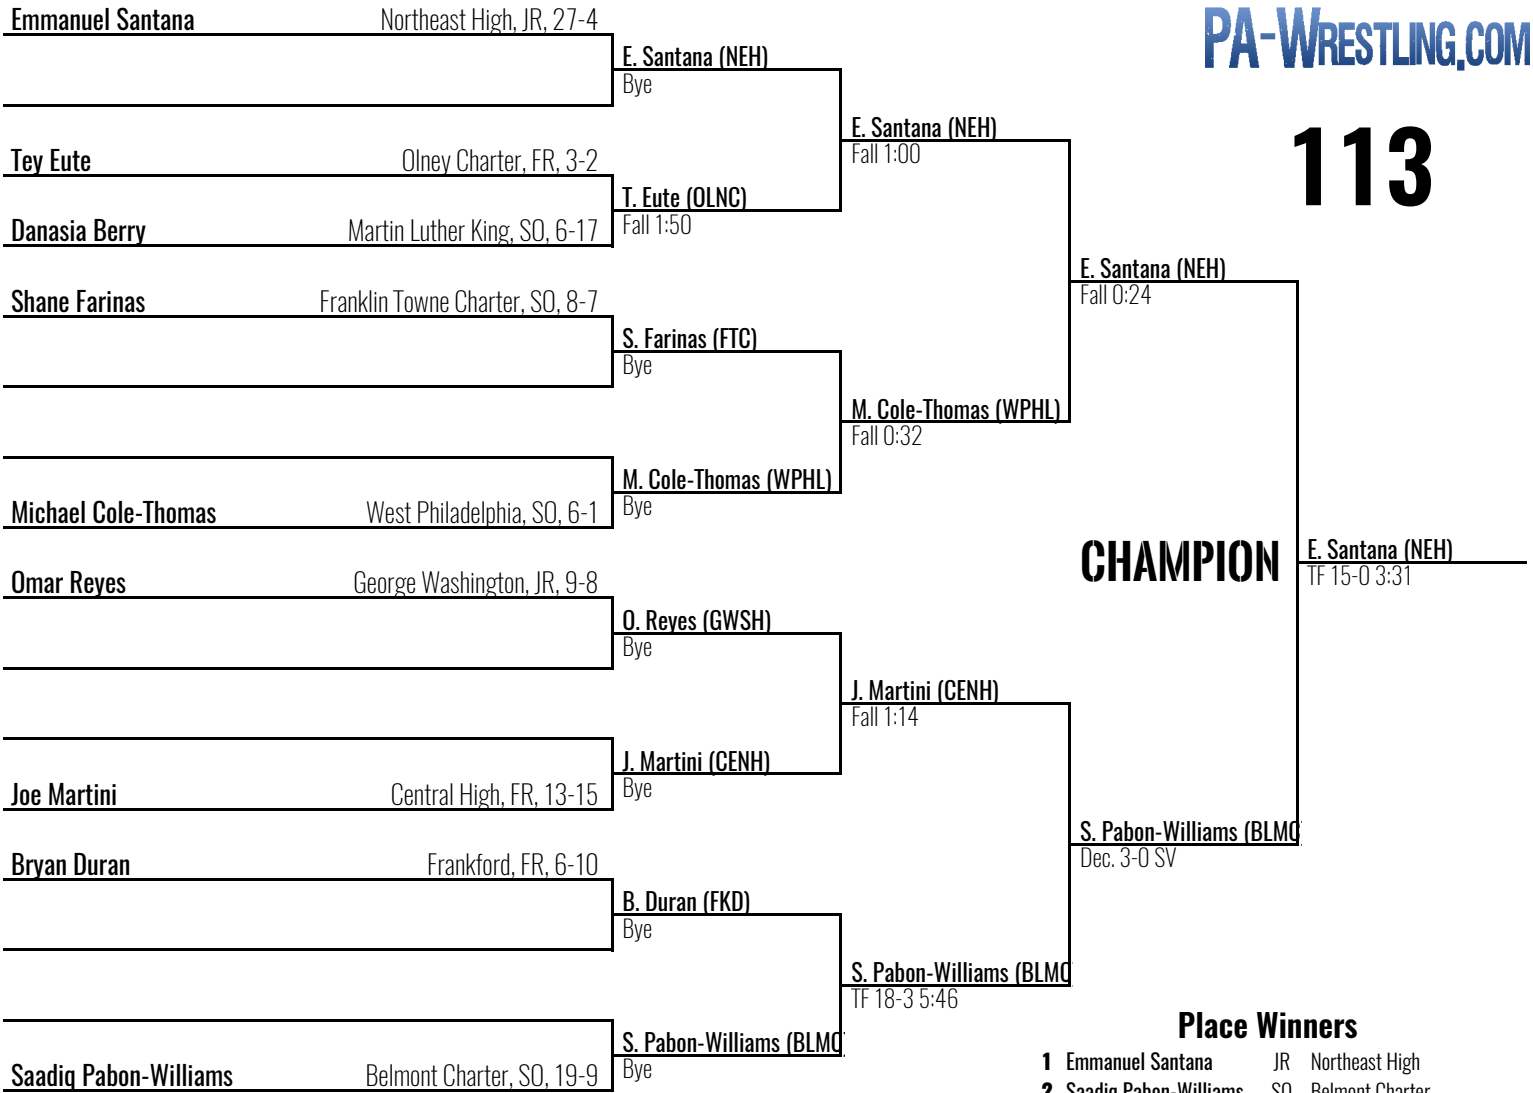 Emmanuel Santana Northeast High, JR, 27-4
E. Santana (NEH)
Bye
Tey Eute Olney Charter, FR, 3-2
T. Eute (OLNC)
Fall 1:50
Danasia Berry Martin Luther King, SO, 6-17
E. Santana (NEH)
Fall 1:00
Shane Farinas Franklin Towne Charter, SO, 8-7
S. Farinas (FTC)
Bye
M. Cole-Thomas (WPHL)
Bye
Michael Cole-Thomas West Philadelphia, SO, 6-1
M. Cole-Thomas (WPHL)
Fall 0:32
E. Santana (NEH)
Fall 0:24
Omar Reyes George Washington, JR, 9-8
O. Reyes (GWSH)
Bye
J. Martini (CENH)
Bye
Joe Martini Central High, FR, 13-15
J. Martini (CENH)
Fall 1:14
Bryan Duran Frankford, FR, 6-10
B. Duran (FKD)
Bye
S. Pabon-Williams (BLMC
Bye
Saadiq Pabon-Williams Belmont Charter, SO, 19-9
S. Pabon-Williams (BLMC
TF 18-3 5:46
S. Pabon-Williams (BLMC
Dec. 3-0 SV
CHAMPION
E. Santana (NEH)
TF 15-0 3:31
PA-WRESTLING.COM
113
Place Winners
1 Emmanuel Santana JR Northeast High
2 Saadiq Pabon-Williams SO Belmont Charter